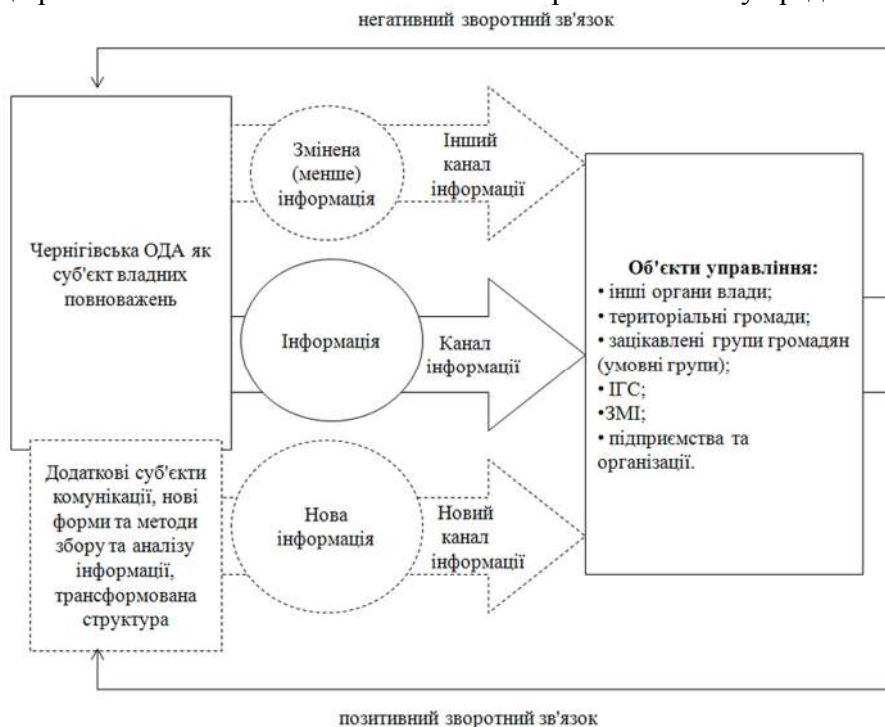 негативний зворотний зв'язок
Змінена
(менше)
інформація
Інший
канал
інформації
Чернігівська ОДА як
суб'єкт владних
повноважень
Інформація
Канал
інформації
Об'єкти управління:
• інші органи влади;
• територіальні громади;
• зацікавлені групи громадян
(умовні групи);
• ІГС;
•ЗМІ;
• підприємства та
організації.
Додаткові суб'єкти
комунікації, нові
форми та методи
збору та аналізу
інформації,
трансформована
структура
Нова
інформація
Новий
канал
інформації
позитивний зворотний зв'язок